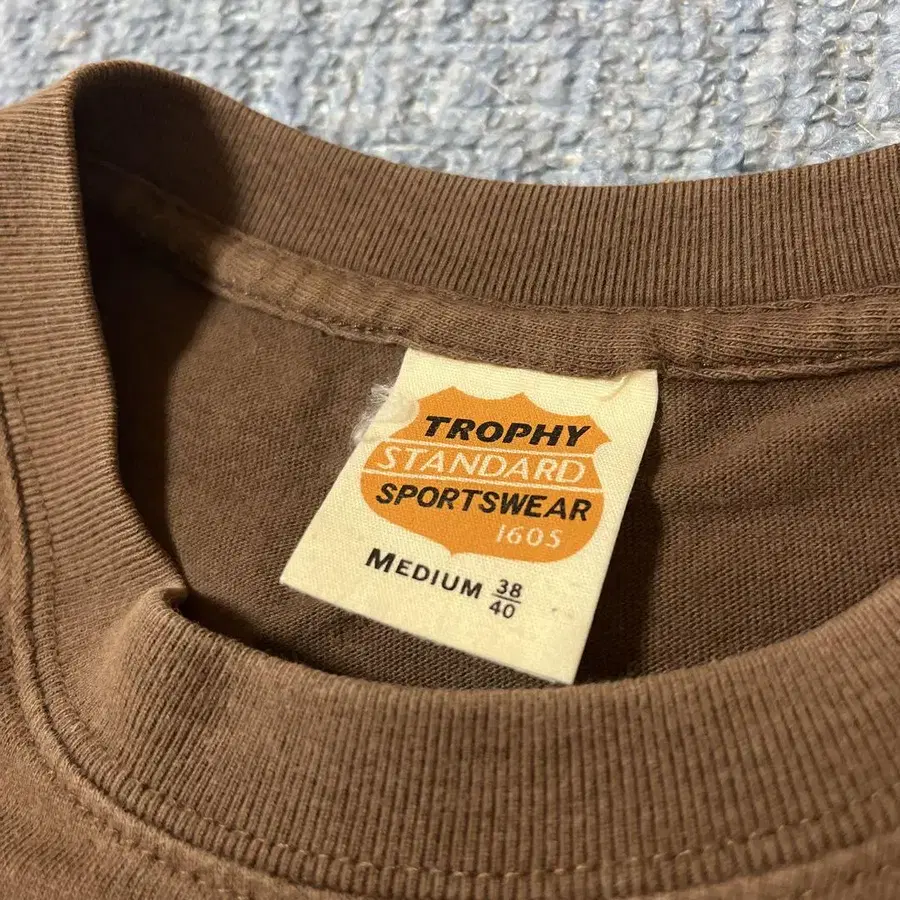 TROPHY
STANDARD
SPORTSWEAR
1605
MEDIUM 38/40